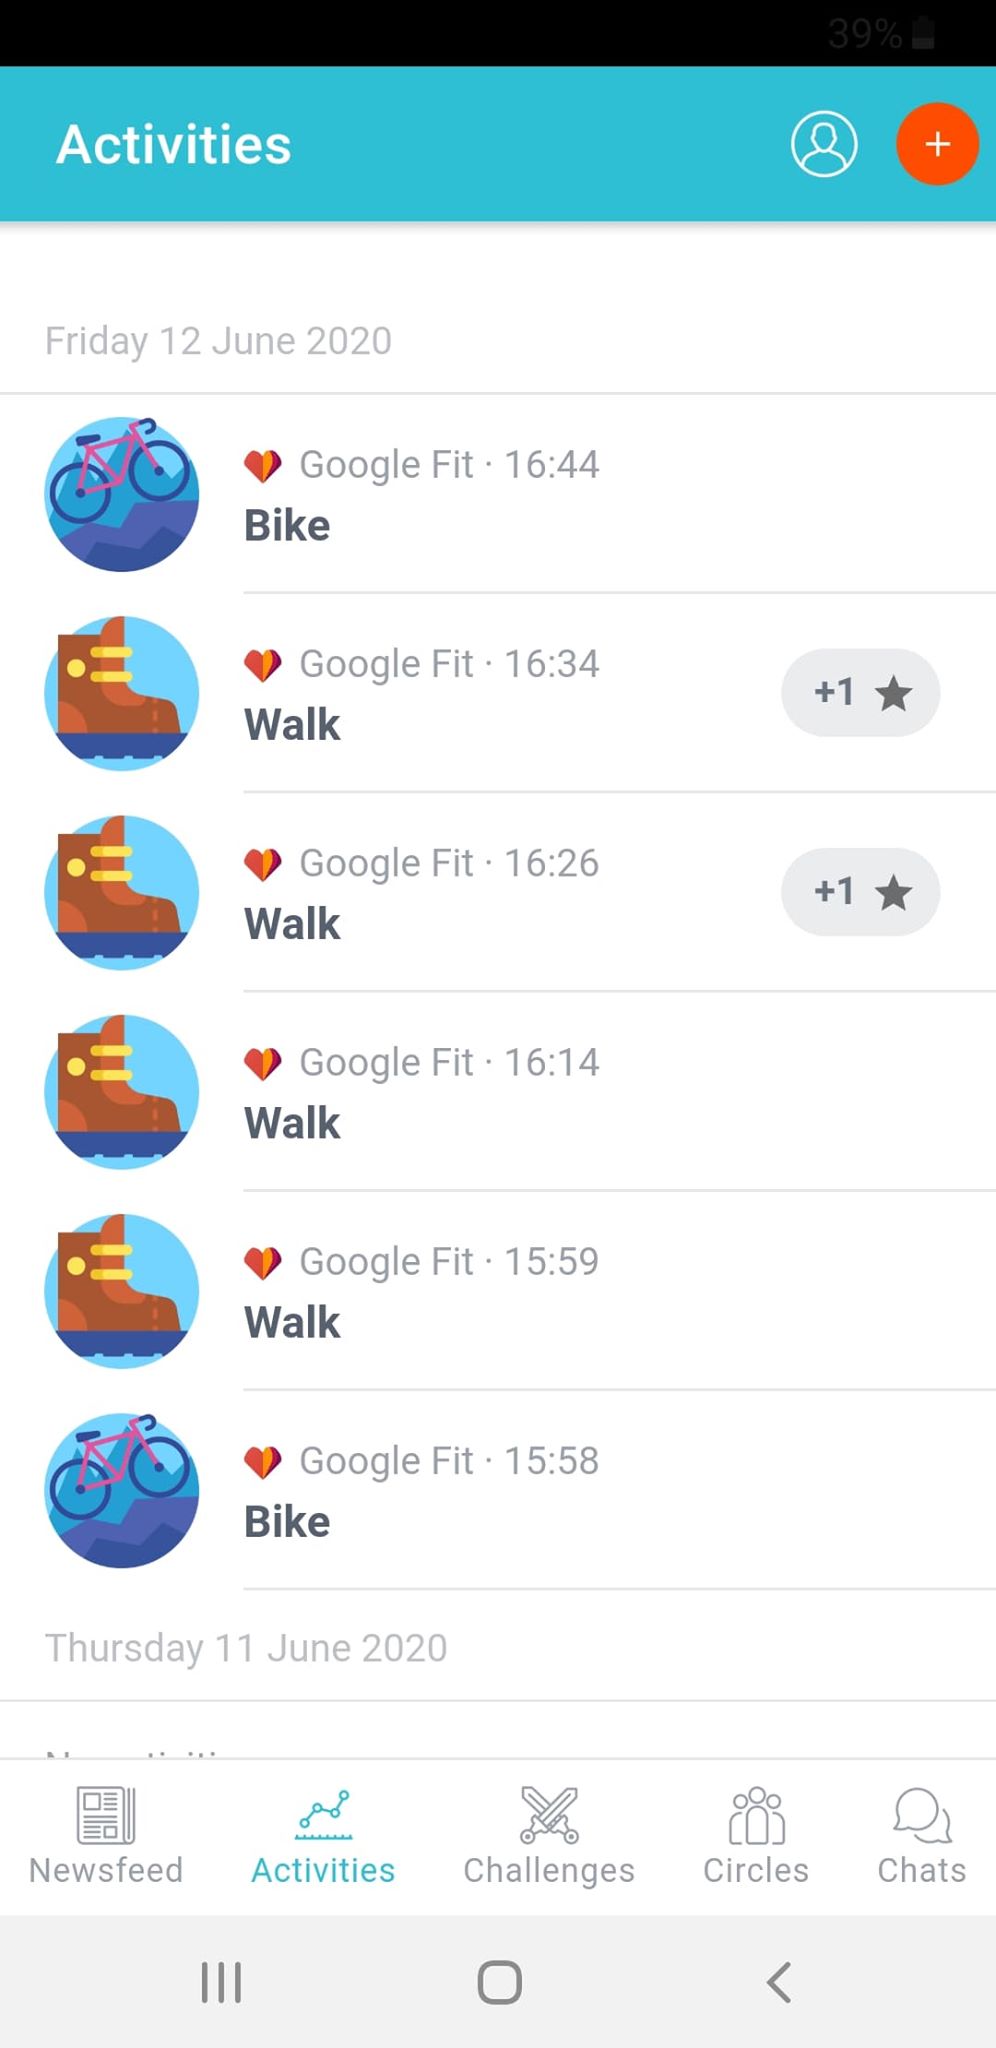 39%
Activities
+
Friday 12 June 2020
Google Fit · 16:44
Bike
Google Fit · 16:34
Walk
+1
Google Fit · 16:26
Walk
+1
Google Fit · 16:14
Walk
Google Fit · 15:59
Walk
Google Fit · 15:58
Bike
Thursday 11 June 2020
Newsfeed
Activities
Challenges
Circles
Chats